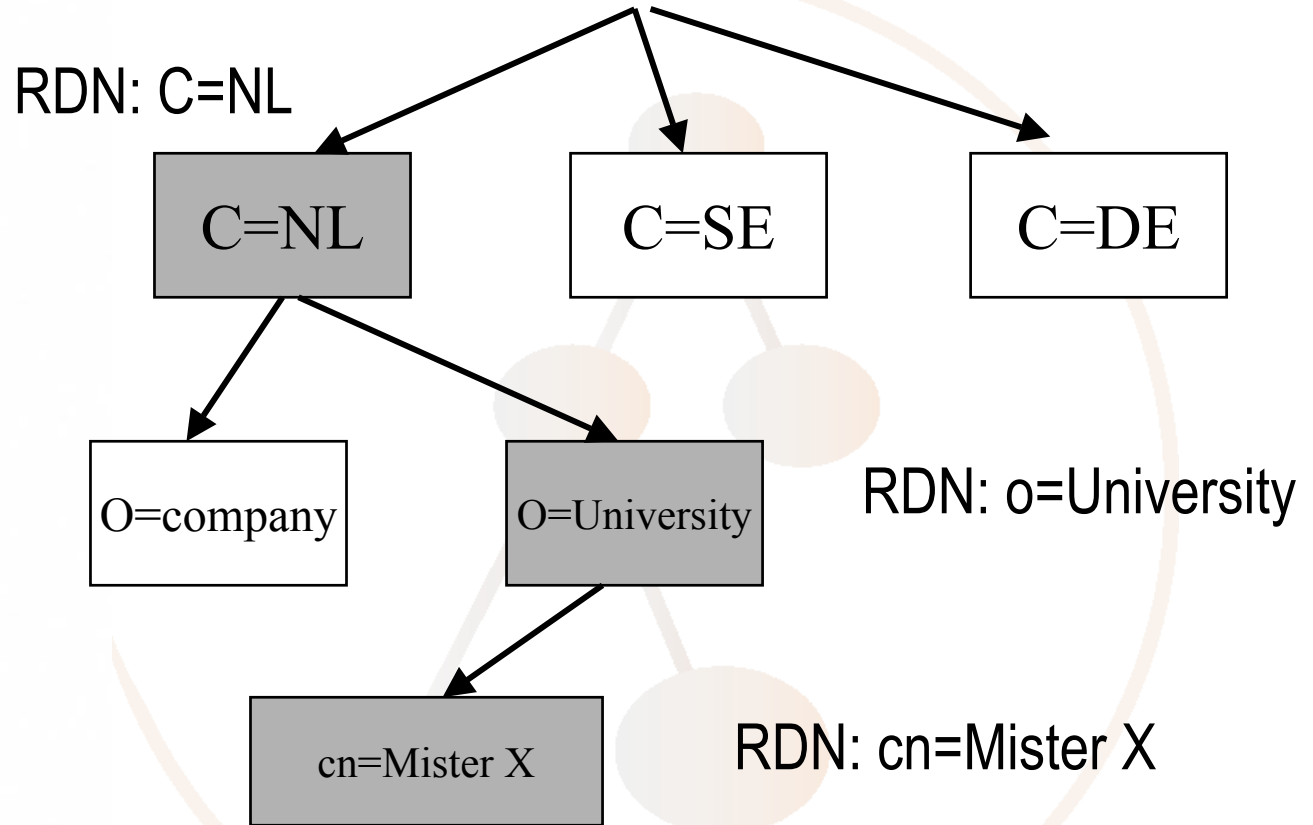 RDN: C=NL
C=NL
C=SE
C=DE
O=company
O=University
RDN: o=University
cn=Mister X
RDN: cn=Mister X